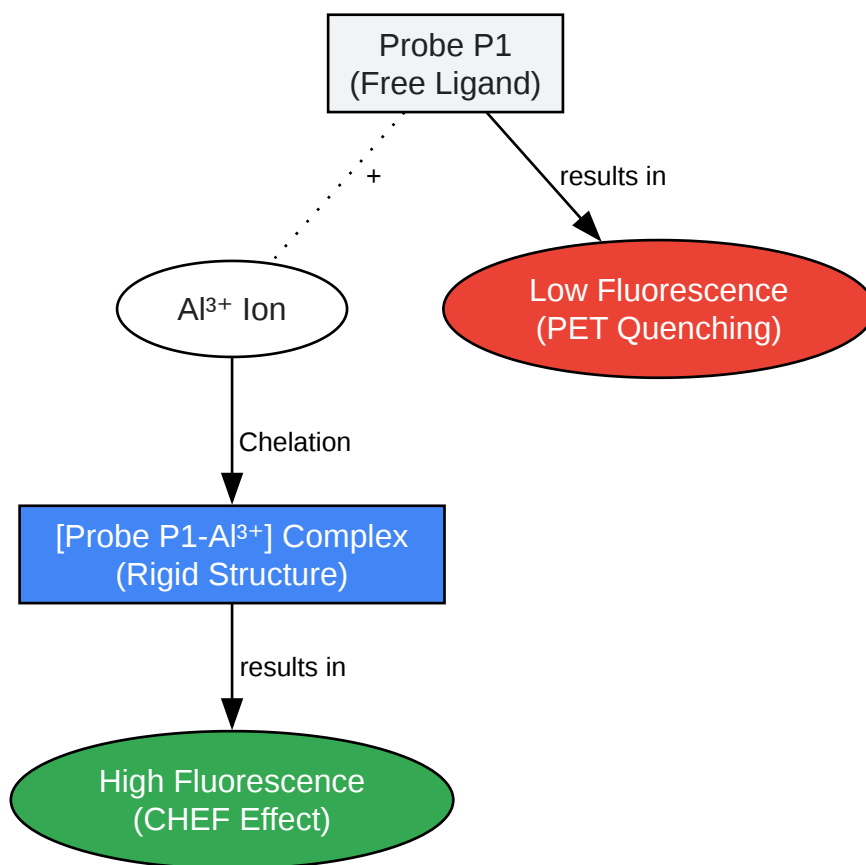 Probe P1
(Free Ligand)
+
results in
Al³⁺ Ion
Low Fluorescence
(PET Quenching)
Chelation
[Probe P1-Al³⁺] Complex
(Rigid Structure)
results in
High Fluorescence
(CHEF Effect)